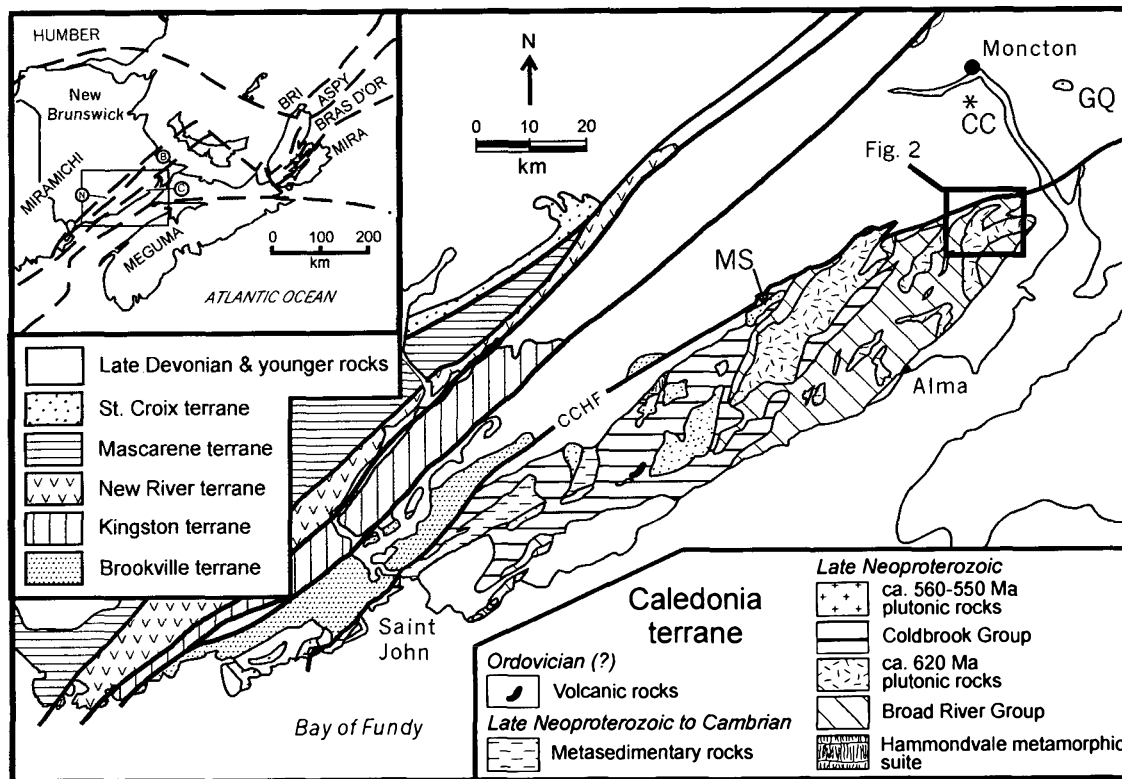 HUMBER
New
Brunswick
BRI
ASPY
BRAS D'OR
MIRA
MIRAMICHI
B
N
C
MEGUMA
0 100 200
km
ATLANTIC OCEAN
N
0 10 20
km
Moncton
*
CC
GQ
Fig. 2
MS
CCHF
Alma
Saint
John
Bay of Fundy
Late Devonian & younger rocks
St. Croix terrane
Mascarene terrane
New River terrane
Kingston terrane
Brookville terrane
Caledonia
terrane
Ordovician (?)
Volcanic rocks
Late Neoproterozoic to Cambrian
Metasedimentary rocks
Late Neoproterozoic
ca. 560-550 Ma
plutonic rocks
Coldbrook Group
ca. 620 Ma
plutonic rocks
Broad River Group
Hammondvale metamorphic
suite